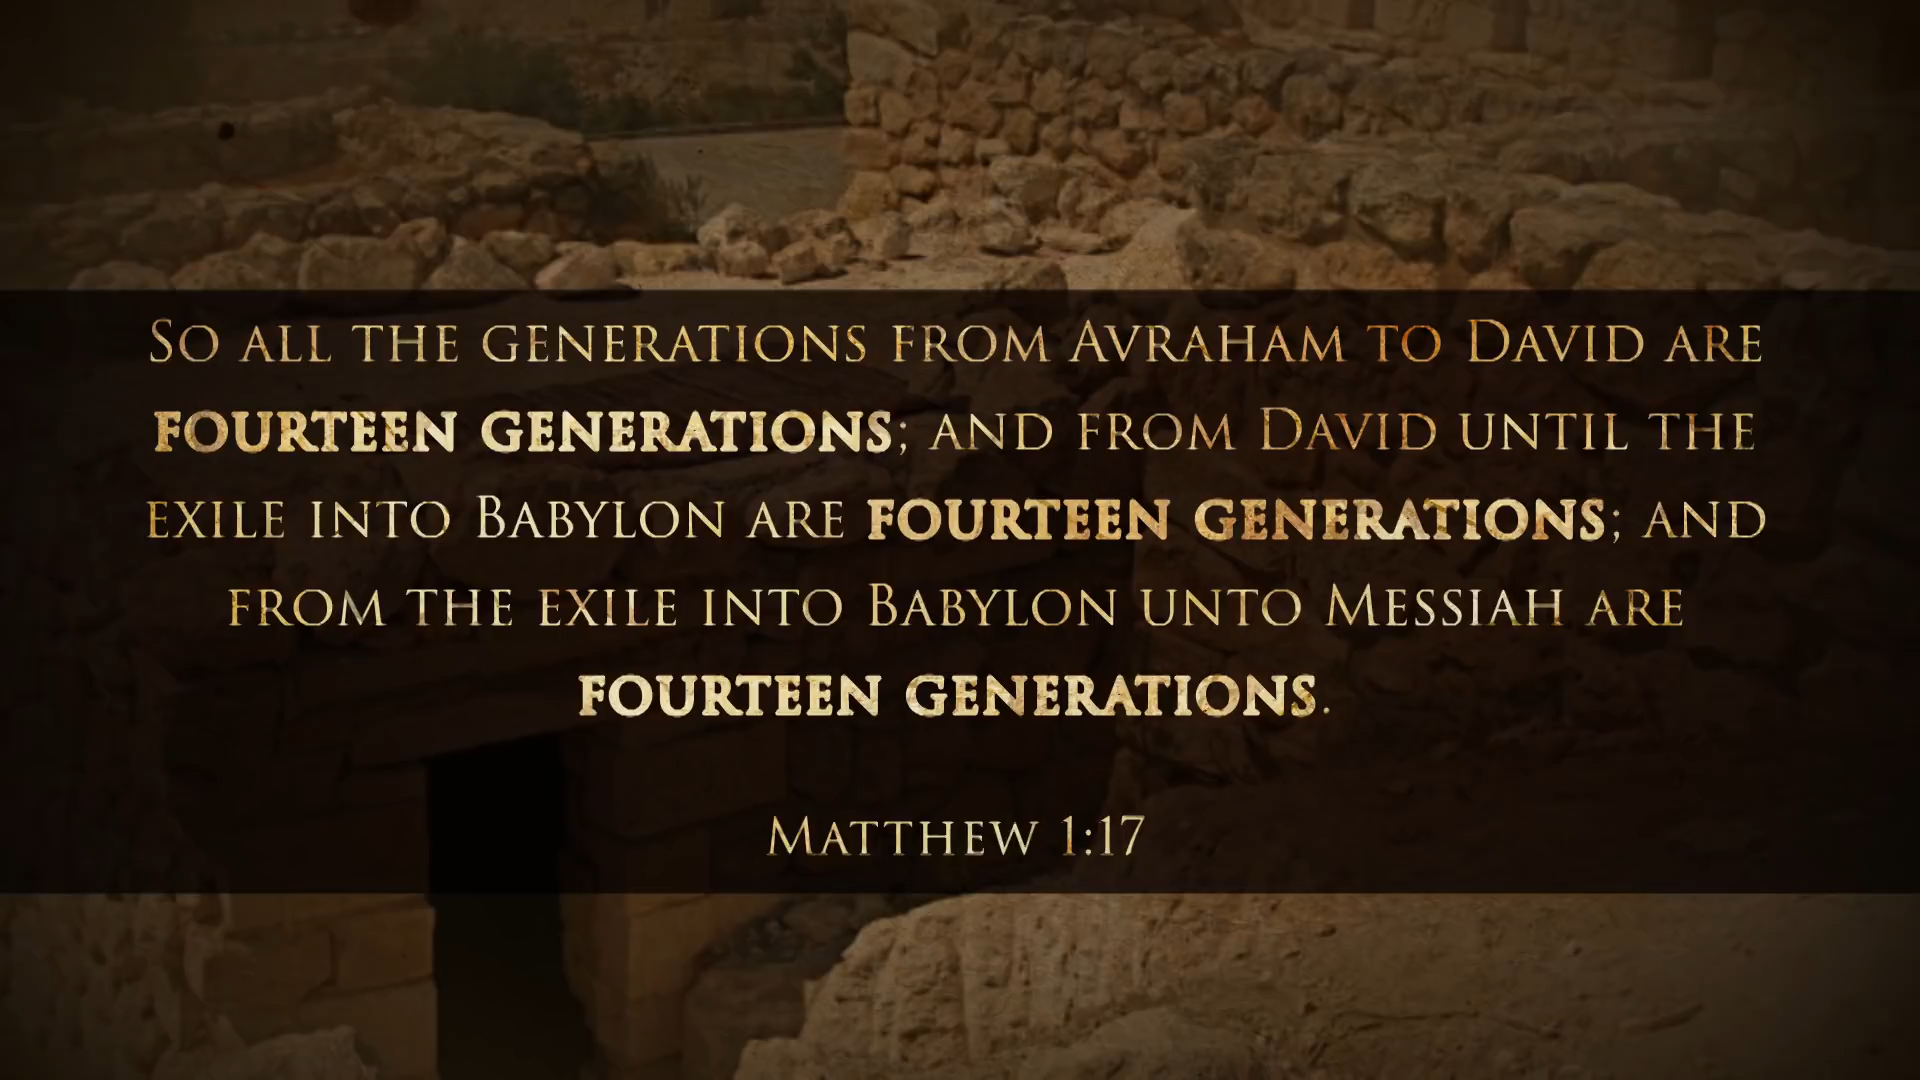 So all the generations from Avraham to David are
fourteen generations; and from David until the
exile into Babylon are fourteen generations; and
from the exile into Babylon unto Messiah are
fourteen generations.
Matthew 1:17